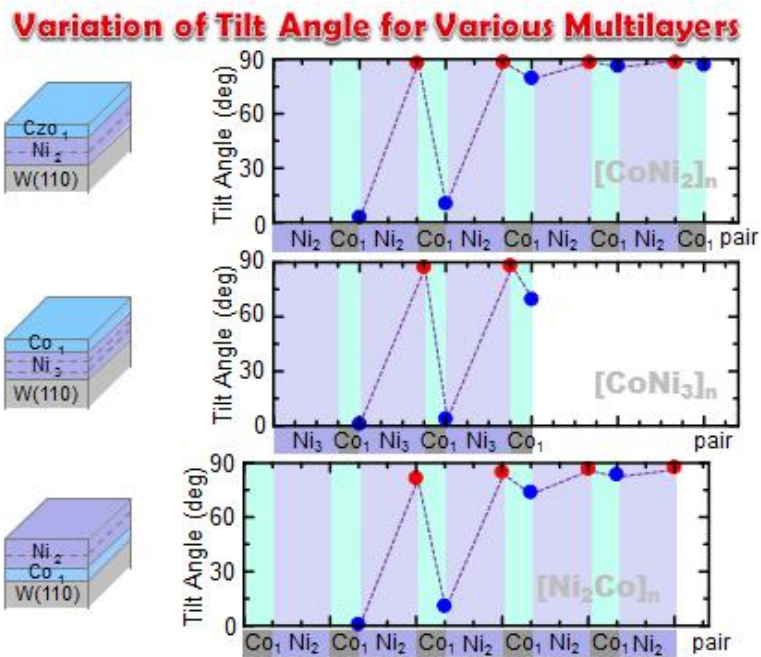 Variation of Tilt Angle for Various Multilayers
Czo 1
Ni 2
W(110)
Tilt Angle (deg)
90
60
30
0
[CoNi2]n
Ni2 Co1 Ni2 Co1 Ni2 Co1 Ni2 Co1 Ni2 Co1 pair
Co 1
Ni 3
W(110)
Tilt Angle (deg)
90
60
30
0
[CoNi3]n
Ni3 Co1 Ni3 Co1 Ni3 Co1 pair
Ni 2
Co 1
W(110)
Tilt Angle (deg)
90
60
30
0
[Ni2Co]n
Co1 Ni2 Co1 Ni2 Co1 Ni2 Co1 Ni2 Co1 Ni2 pair